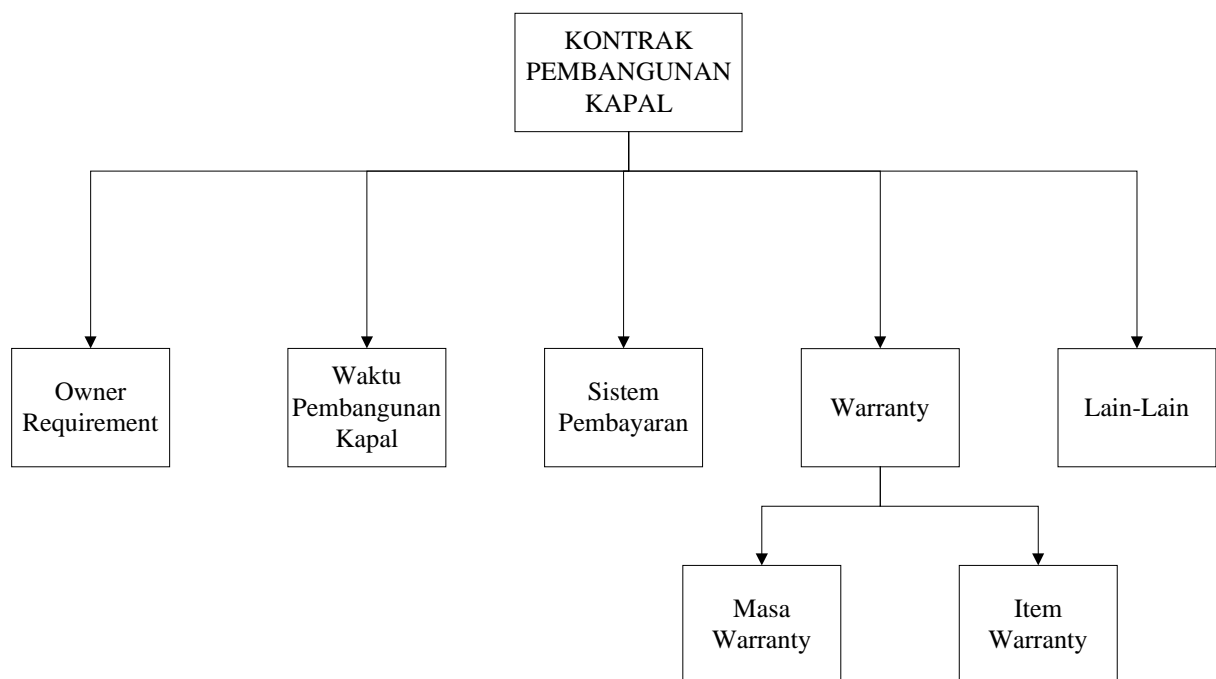 KONTRAK
PEMBANGUNAN
KAPAL
Owner
Requirement
Waktu
Pembangunan
Kapal
Sistem
Pembayaran
Warranty
Lain-Lain
Masa
Warranty
Item
Warranty